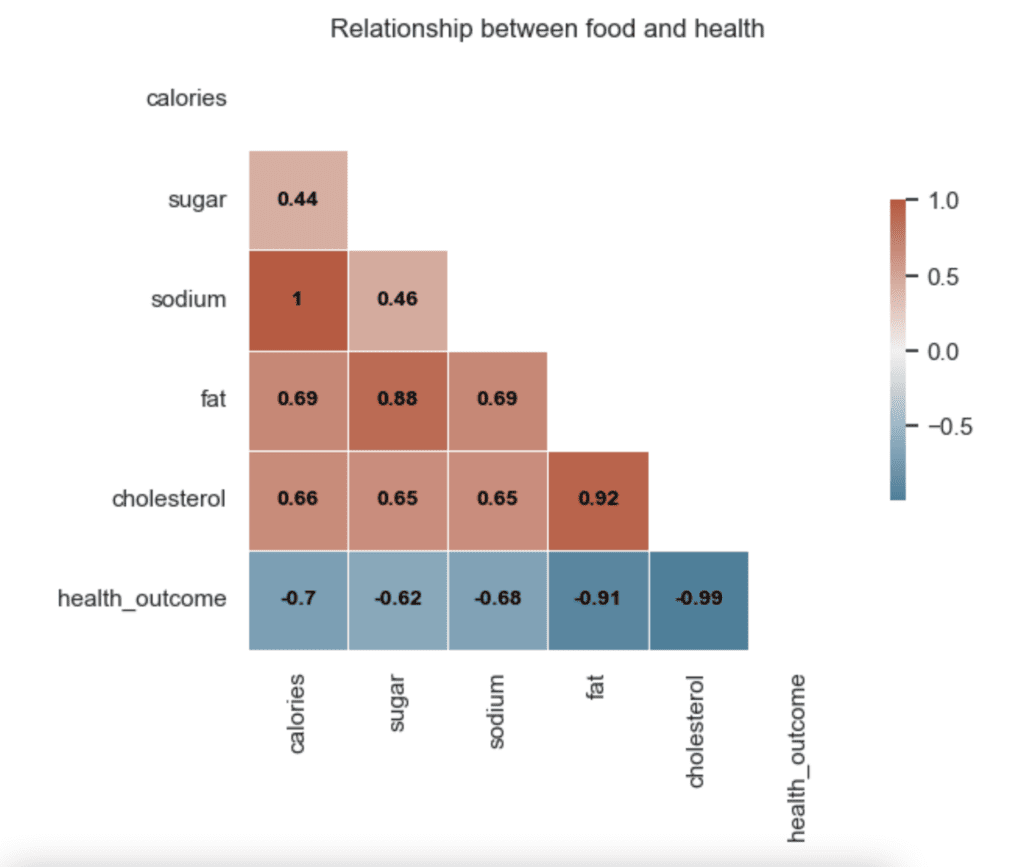 Relationship between food and health
calories
sugar
0.44
sodium
1 0.46
fat
0.69 0.88 0.69
cholesterol
0.66 0.65 0.65 0.92
health_outcome
-0.7 -0.62 -0.68 -0.91 -0.99
calories
sugar
sodium
fat
cholesterol
health_outcome
1.0
0.5
0.0
−0.5